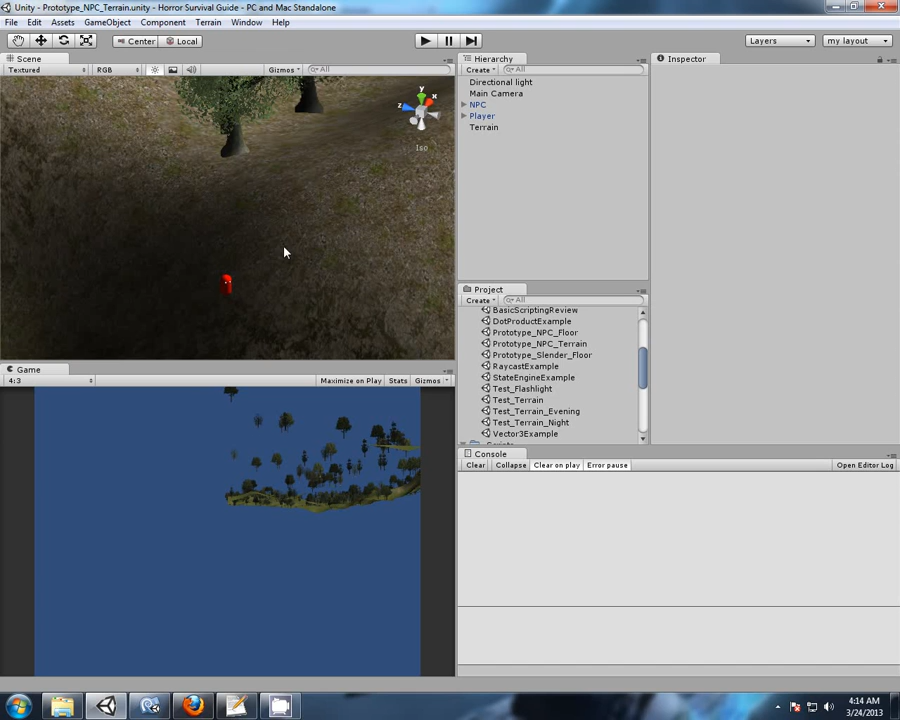 Unity - Prototype_NPC_Terrain.unity - Horror Survival Guide - PC and Mac Standalone
File Edit Assets GameObject Component Terrain Window Help
Center Local Layers my layout
Scene
Textured RGB Gizmos All
y
x
z
Iso
Game
4:3 Maximize on Play Stats Gizmos
Hierarchy
Create All
Directional light
Main Camera
NPC
Player
Terrain
Project
Create All
BasicScriptingReview
DotProductExample
Prototype_NPC_Floor
Prototype_NPC_Terrain
Prototype_Slender_Floor
RaycastExample
StateEngineExample
Test_Flashlight
Test_Terrain
Test_Terrain_Evening
Test_Terrain_Night
Vector3Example
Console
Clear Collapse Clear on play Error pause Open Editor Log
Inspector
4:14 AM
3/24/2013